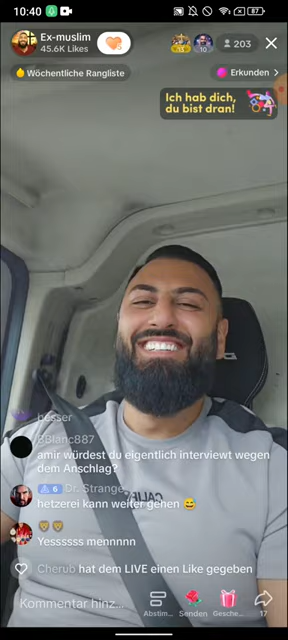 10:40
87
Ex-muslim
45.6K Likes
13
10
203
Wöchentliche Rangliste
Erkunden
Ich hab dich,
du bist dran!
besser
BBlanc887
amir würdest du eigentlich interviewt wegen
dem Anschlag?
6 Dr. Strange
hetzerei kann weiter gehen
Yessssss mennnnn
Cherub hat dem LIVE einen Like gegeben
Kommentar hinz...
Abstim...
Senden
Gesche...
17